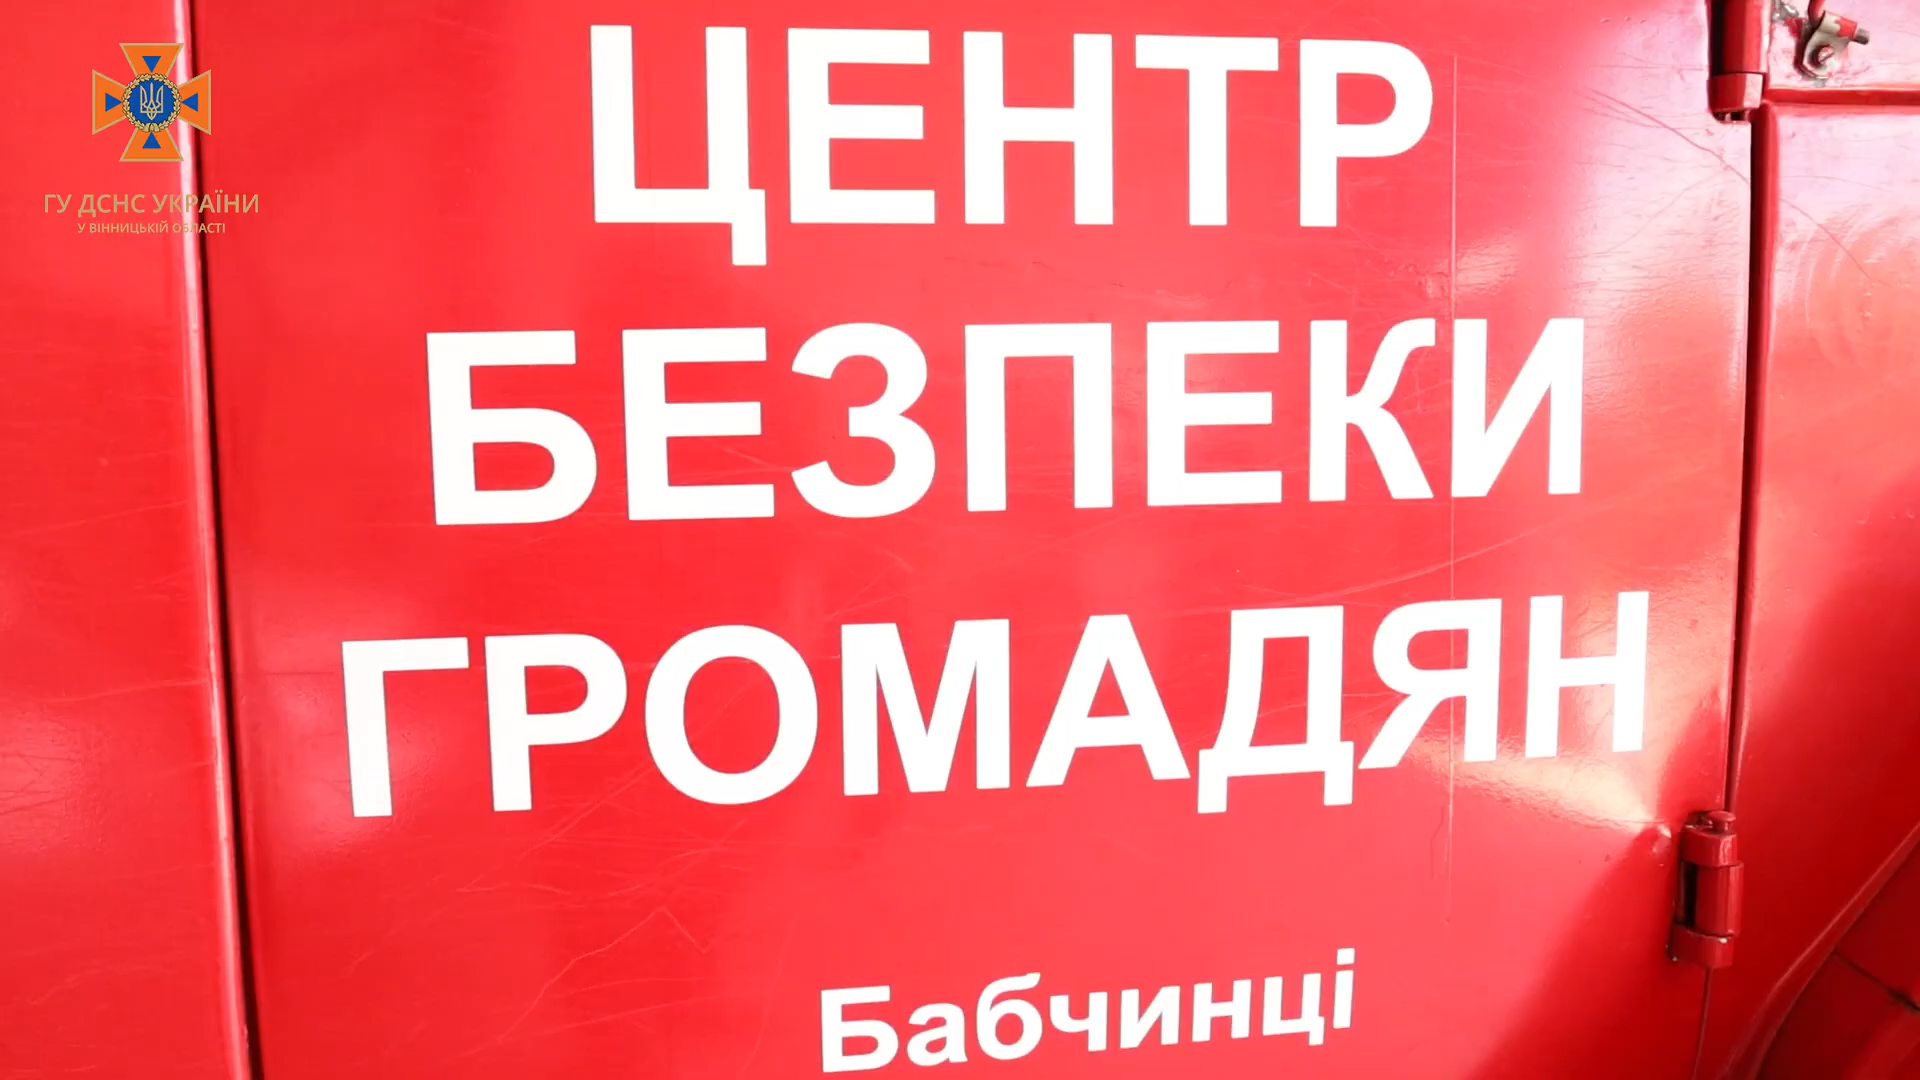 ГУ ДСНС УКРАЇНИ
У ВІННИЦЬКІЙ ОБЛАСТІ
ЦЕНТР
БЕЗПЕКИ
ГРОМАДЯН
Бабчинці